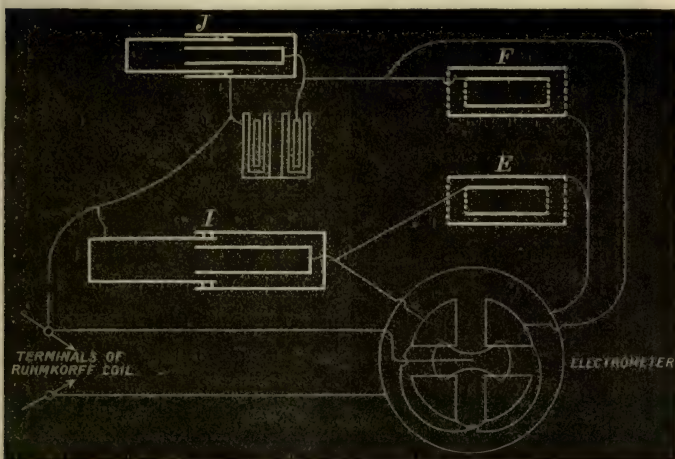 J
F
E
I
TERMINALS OF
RUHMKORFF COIL
ELECTROMETER